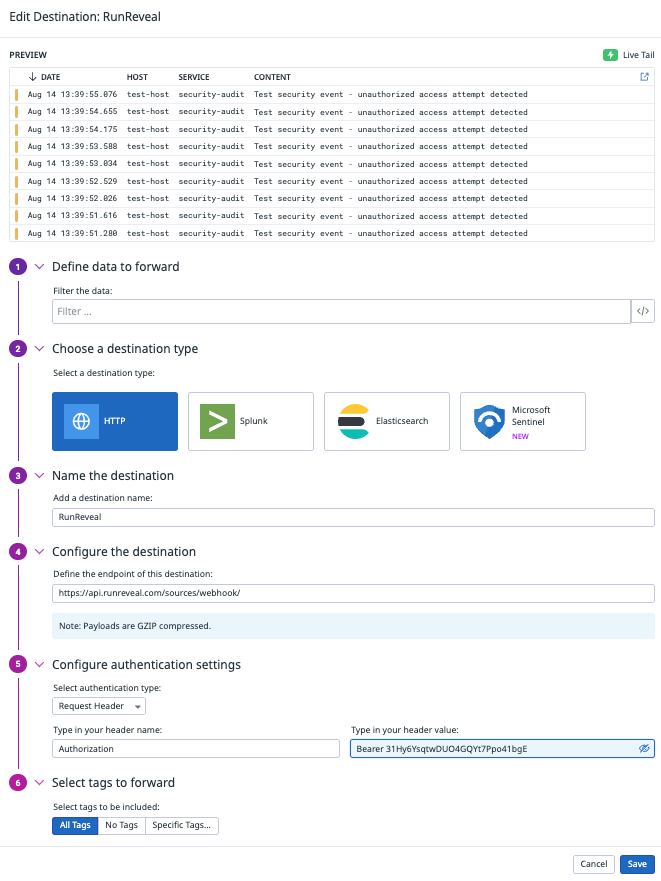 Edit Destination: RunReveal
PREVIEW
Live Tail
DATE HOST SERVICE CONTENT
Aug 14 13:39:55.076 test-host security-audit Test security event - unauthorized access attempt detected
Aug 14 13:39:54.655 test-host security-audit Test security event - unauthorized access attempt detected
Aug 14 13:39:54.175 test-host security-audit Test security event - unauthorized access attempt detected
Aug 14 13:39:53.588 test-host security-audit Test security event - unauthorized access attempt detected
Aug 14 13:39:53.034 test-host security-audit Test security event - unauthorized access attempt detected
Aug 14 13:39:52.529 test-host security-audit Test security event - unauthorized access attempt detected
Aug 14 13:39:52.026 test-host security-audit Test security event - unauthorized access attempt detected
Aug 14 13:39:51.616 test-host security-audit Test security event - unauthorized access attempt detected
Aug 14 13:39:51.280 test-host security-audit Test security event - unauthorized access attempt detected
1 Define data to forward
Filter the data:
Filter ... </>
2 Choose a destination type
Select a destination type:
HTTP
Splunk
Elasticsearch
Microsoft
Sentinel
NEW
3 Name the destination
Add a destination name:
RunReveal
4 Configure the destination
Define the endpoint of this destination:
https://api.runreveal.com/sources/webhook/
Note: Payloads are GZIP compressed.
5 Configure authentication settings
Select authentication type:
Request Header
Type in your header name: Type in your header value:
Authorization Bearer 31Hy6YsqtwDUO4GQYt7Ppo41bgE
6 Select tags to forward
Select tags to be included:
All Tags No Tags Specific Tags...
Cancel Save